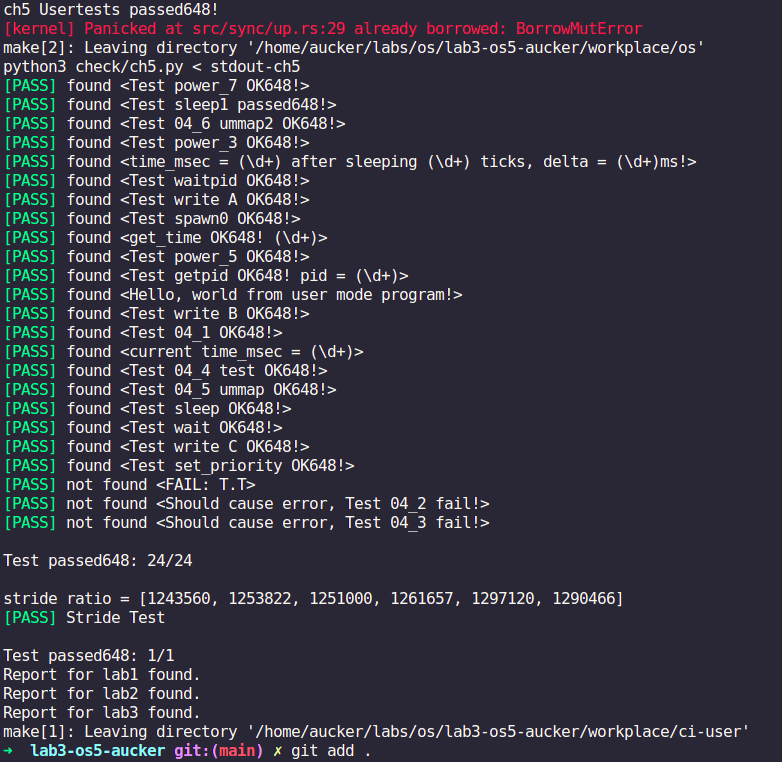 ch5 Usertests passed648!
[kernel] Panicked at src/sync/up.rs:29 already borrowed: BorrowMutError
make[2]: Leaving directory '/home/aucker/labs/os/lab3-os5-aucker/workplace/os'
python3 check/ch5.py < stdout-ch5
[PASS] found <Test power_7 OK648!>
[PASS] found <Test sleep1 passed648!>
[PASS] found <Test 04_6 ummap2 OK648!>
[PASS] found <Test power_3 OK648!>
[PASS] found <time_msec = (\d+) after sleeping (\d+) ticks, delta = (\d+)ms!>
[PASS] found <Test waitpid OK648!>
[PASS] found <Test write A OK648!>
[PASS] found <Test spawn0 OK648!>
[PASS] found <get_time OK648! (\d+)>
[PASS] found <Test power_5 OK648!>
[PASS] found <Test getpid OK648! pid = (\d+)>
[PASS] found <Hello, world from user mode program!>
[PASS] found <Test write B OK648!>
[PASS] found <Test 04_1 OK648!>
[PASS] found <current time_msec = (\d+)>
[PASS] found <Test 04_4 test OK648!>
[PASS] found <Test 04_5 ummap OK648!>
[PASS] found <Test sleep OK648!>
[PASS] found <Test wait OK648!>
[PASS] found <Test write C OK648!>
[PASS] found <Test set_priority OK648!>
[PASS] not found <FAIL: T.T>
[PASS] not found <Should cause error, Test 04_2 fail!>
[PASS] not found <Should cause error, Test 04_3 fail!>
Test passed648: 24/24
stride ratio = [1243560, 1253822, 1251000, 1261657, 1297120, 1290466]
[PASS] Stride Test
Test passed648: 1/1
Report for lab1 found.
Report for lab2 found.
Report for lab3 found.
make[1]: Leaving directory '/home/aucker/labs/os/lab3-os5-aucker/workplace/ci-user'
➜ lab3-os5-aucker git:(main) ✗ git add .